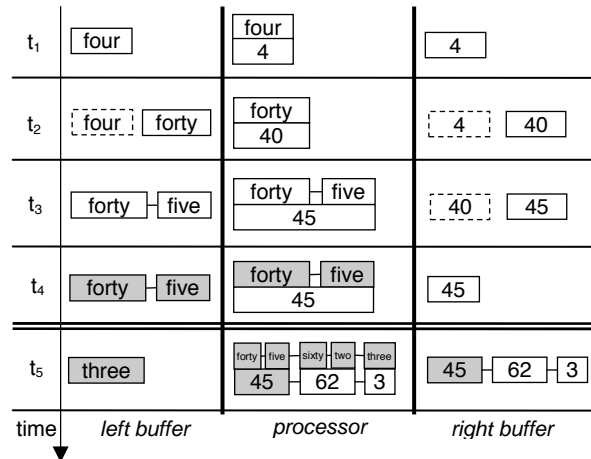 t1 four four 4
4
t2 four forty forty 4 40
40
t3 forty five forty five 40 45
45
t4 forty five forty five 45
45
t5 three forty five sixty two three 45 62 3
45 62 3
time left buffer processor right buffer